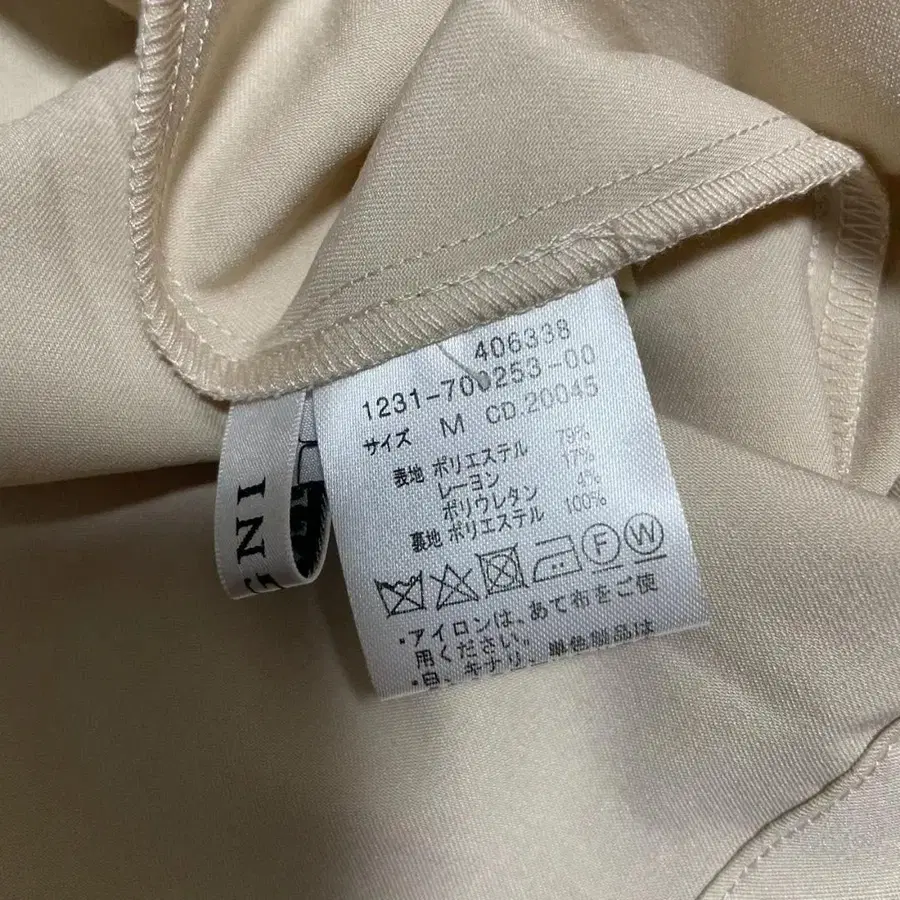 406338
1231-700253-00
サイズ M CD.20045
表地 ポリエステル 79%
レーヨン 17%
ポリウレタン 4%
裏地 ポリエステル 100%
F W
・アイロンは、あて布をご使
用ください。
INE